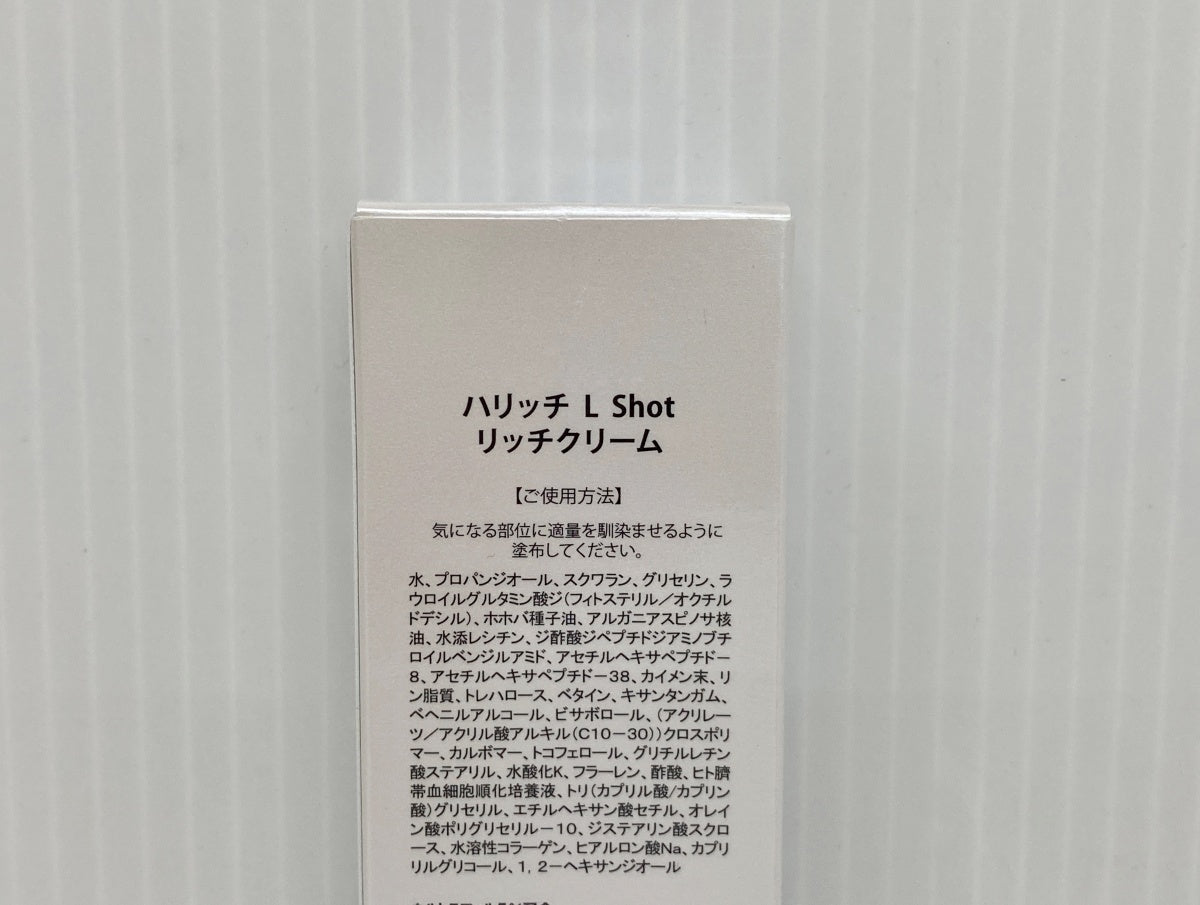 ハリッチ L Shot
リッチクリーム
【ご使用方法】
気になる部位に適量を馴染ませるように
塗布してください。
水、プロパンジオール、スクワラン、グリセリン、ラ
ウロイルグルタミン酸ジ(フィトステリル／オクチル
ドデシル)、ホホバ種子油、アルガニアスピノサ核
油、水添レシチン、ジ酢酸ジペプチドジアミノブチ
ロイルベンジルアミド、アセチルヘキサペプチドー
8、アセチルヘキサペプチドー38、カイメン末、リ
ン脂質、トレハロース、ベタイン、キサンタンガム、
ベヘニルアルコール、ビサボロール、(アクリレー
ツ／アクリル酸アルキル(C10－30))クロスポリ
マー、カルボマー、トコフェロール、グリチルレチン
酸ステアリル、水酸化K、フラーレン、酢酸、ヒト臍
帯血細胞順化培養液、トリ(カプリル酸/カプリン
酸)グリセリル、エチルヘキサン酸セチル、オレイ
ン酸ポリグリセリル－10、ジステアリン酸スクロ
ース、水溶性コラーゲン、ヒアルロン酸Na、カプリ
リルグリコール、1, 2－ヘキサンジオール